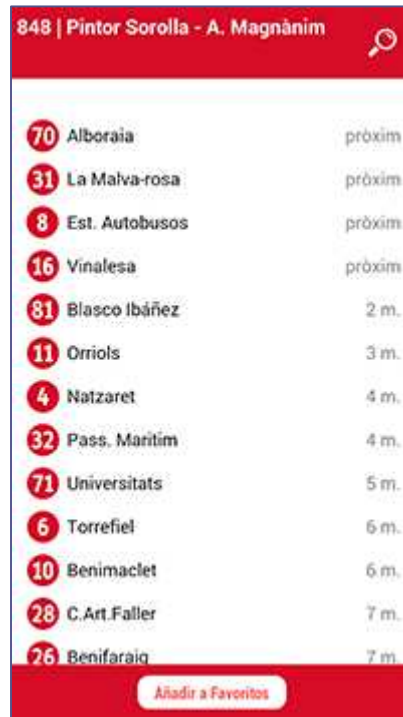 848 | Pintor Sorolla - A. Magnànim
70 Alboraia pròxim
31 La Malva-rosa pròxim
8 Est. Autobusos pròxim
16 Vinalesa pròxim
81 Blasco Ibáñez 2 m.
11 Orriols 3 m.
4 Natzaret 4 m.
32 Pass. Maritim 4 m.
71 Universitats 5 m.
6 Torrefiel 6 m.
10 Benimaclet 6 m.
28 C.Art.Faller 7 m.
26 Benifaraig 7 m.
Añadir a Favoritos